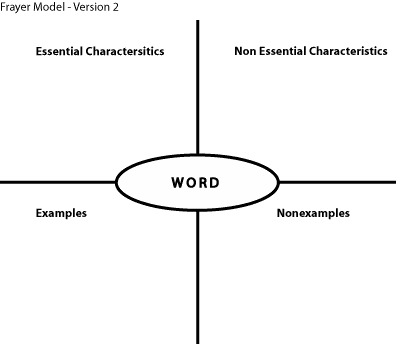 Frayer Model - Version 2
Essential Charactersitics
Non Essential Characteristics
WORD
Examples
Nonexamples